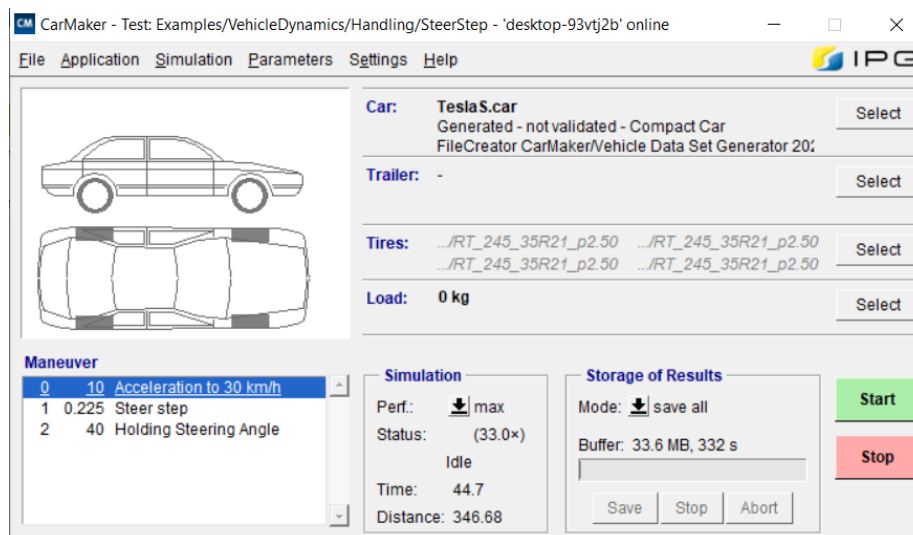 CM CarMaker - Test: Examples/VehicleDynamics/Handling/SteerStep - 'desktop-93vtj2b' online
File Application Simulation Parameters Settings Help
IPG
Car: TeslaS.car Select
Generated - not validated - Compact Car
FileCreator CarMaker/Vehicle Data Set Generator 202
Trailer: - Select
Tires: .../RT_245_35R21_p2.50 .../RT_245_35R21_p2.50 Select
.../RT_245_35R21_p2.50 .../RT_245_35R21_p2.50
Load: 0 kg Select
Maneuver
0 10 Acceleration to 30 km/h
1 0.225 Steer step
2 40 Holding Steering Angle
Simulation
Perf.: max
Status: (33.0×)
Idle
Time: 44.7
Distance: 346.68
Storage of Results
Mode: save all
Buffer: 33.6 MB, 332 s
Save Stop Abort
Start
Stop